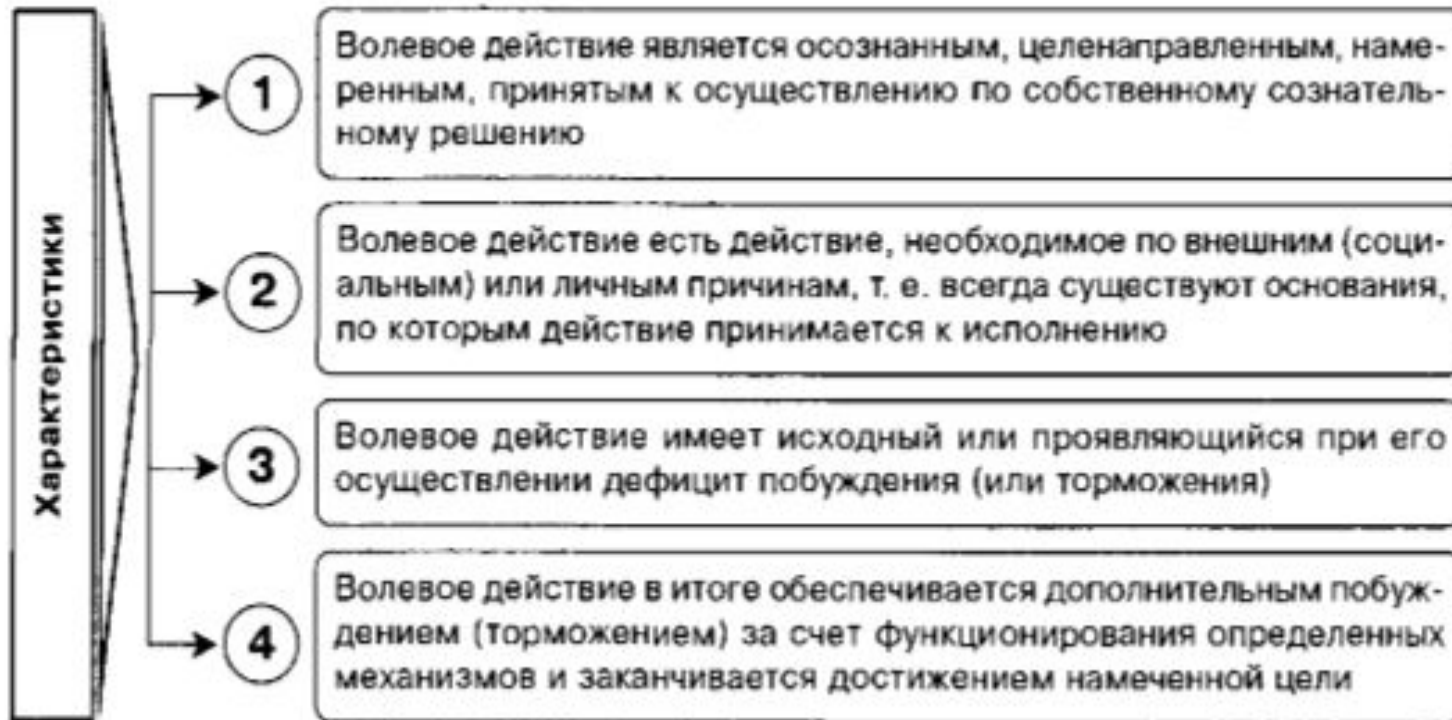 Характеристики
1
Волевое действие является осознанным, целенаправленным, наме-
ренным, принятым к осуществлению по собственному сознатель-
ному решению
2
Волевое действие есть действие, необходимое по внешним (соци-
альным) или личным причинам, т. е. всегда существуют основания,
по которым действие принимается к исполнению
3
Волевое действие имеет исходный или проявляющийся при его
осуществлении дефицит побуждения (или торможения)
4
Волевое действие в итоге обеспечивается дополнительным побуж-
дением (торможением) за счет функционирования определенных
механизмов и заканчивается достижением намеченной цели